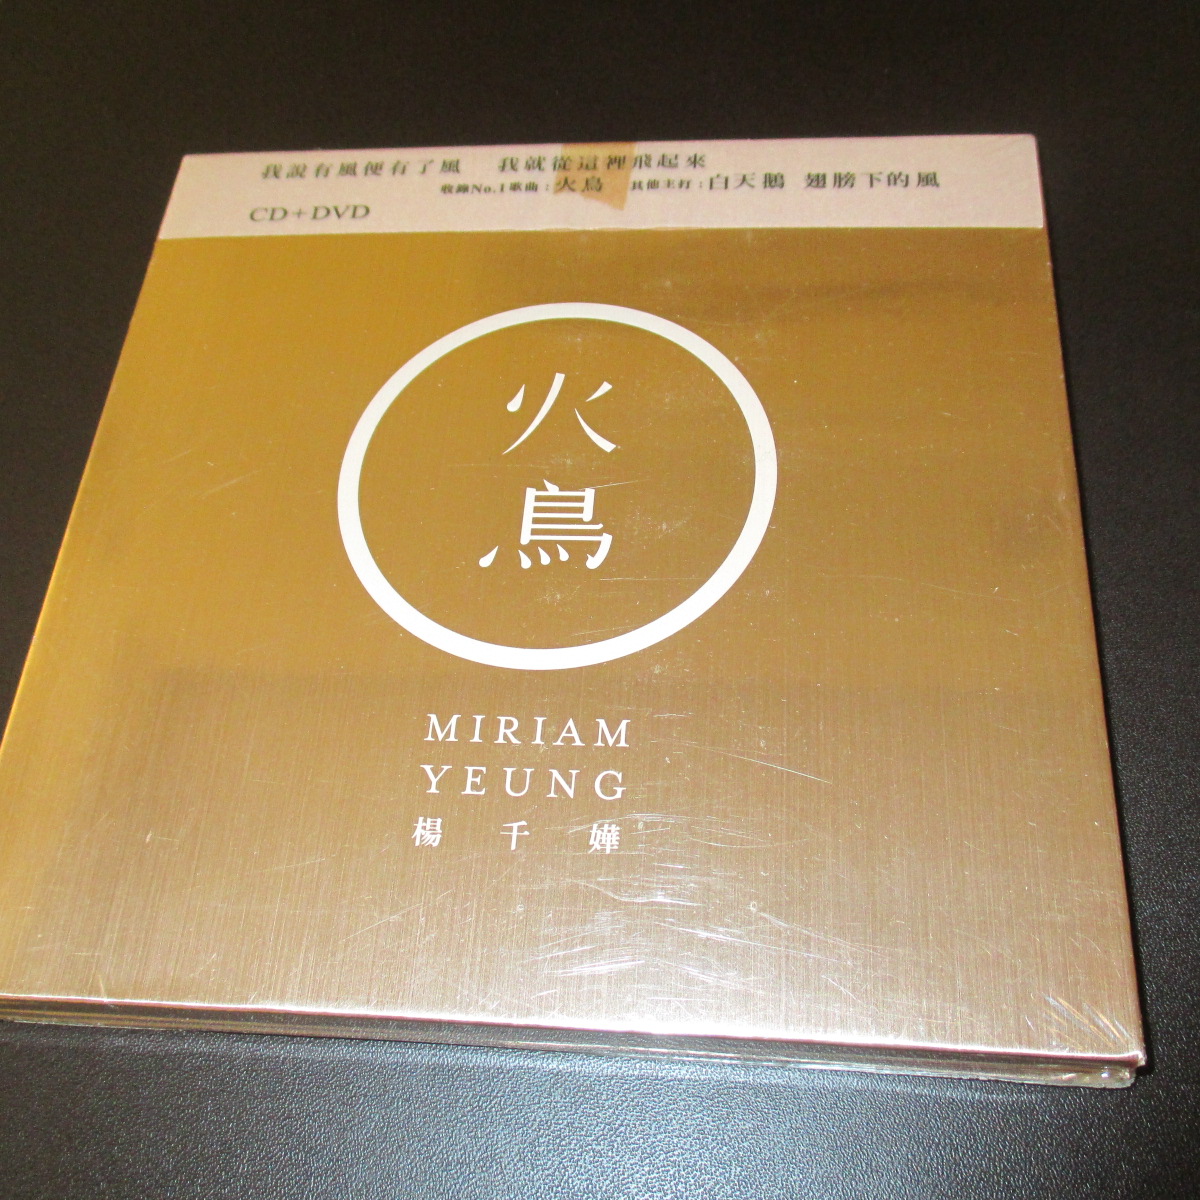 我說有風便有了風 我就從這裡飛起來
收錄No.1歌曲：火鳥 其他主打：白天鵝 翅膀下的風
CD+DVD
火
鳥
MIRIAM
YEUNG
楊千嬅